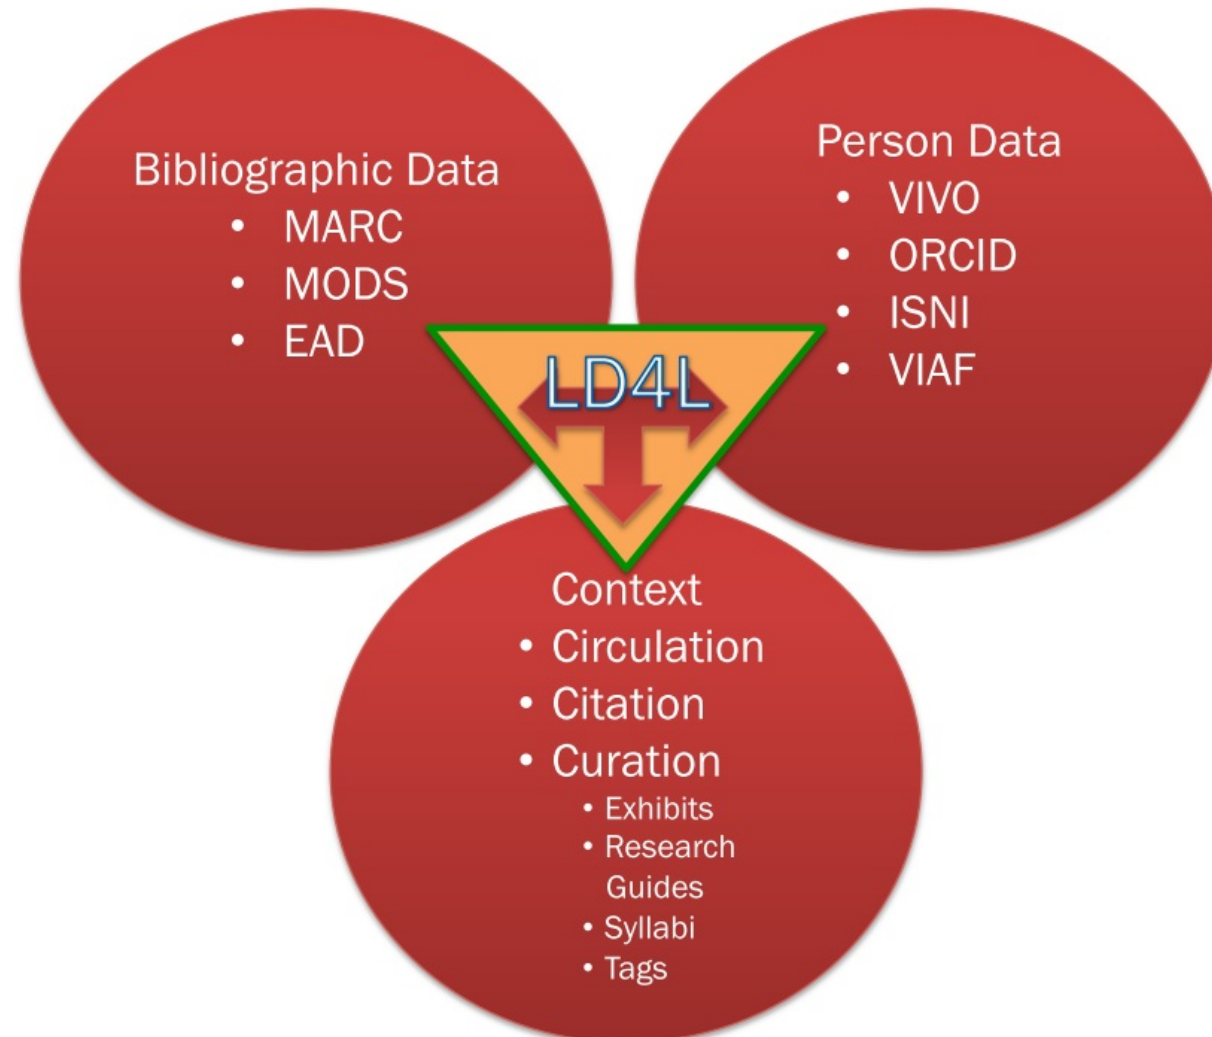 Bibliographic Data
• MARC
• MODS
• EAD
Person Data
• VIVO
• ORCID
• ISNI
• VIAF
LD4L
Context
• Circulation
• Citation
• Curation
• Exhibits
• Research
Guides
• Syllabi
• Tags